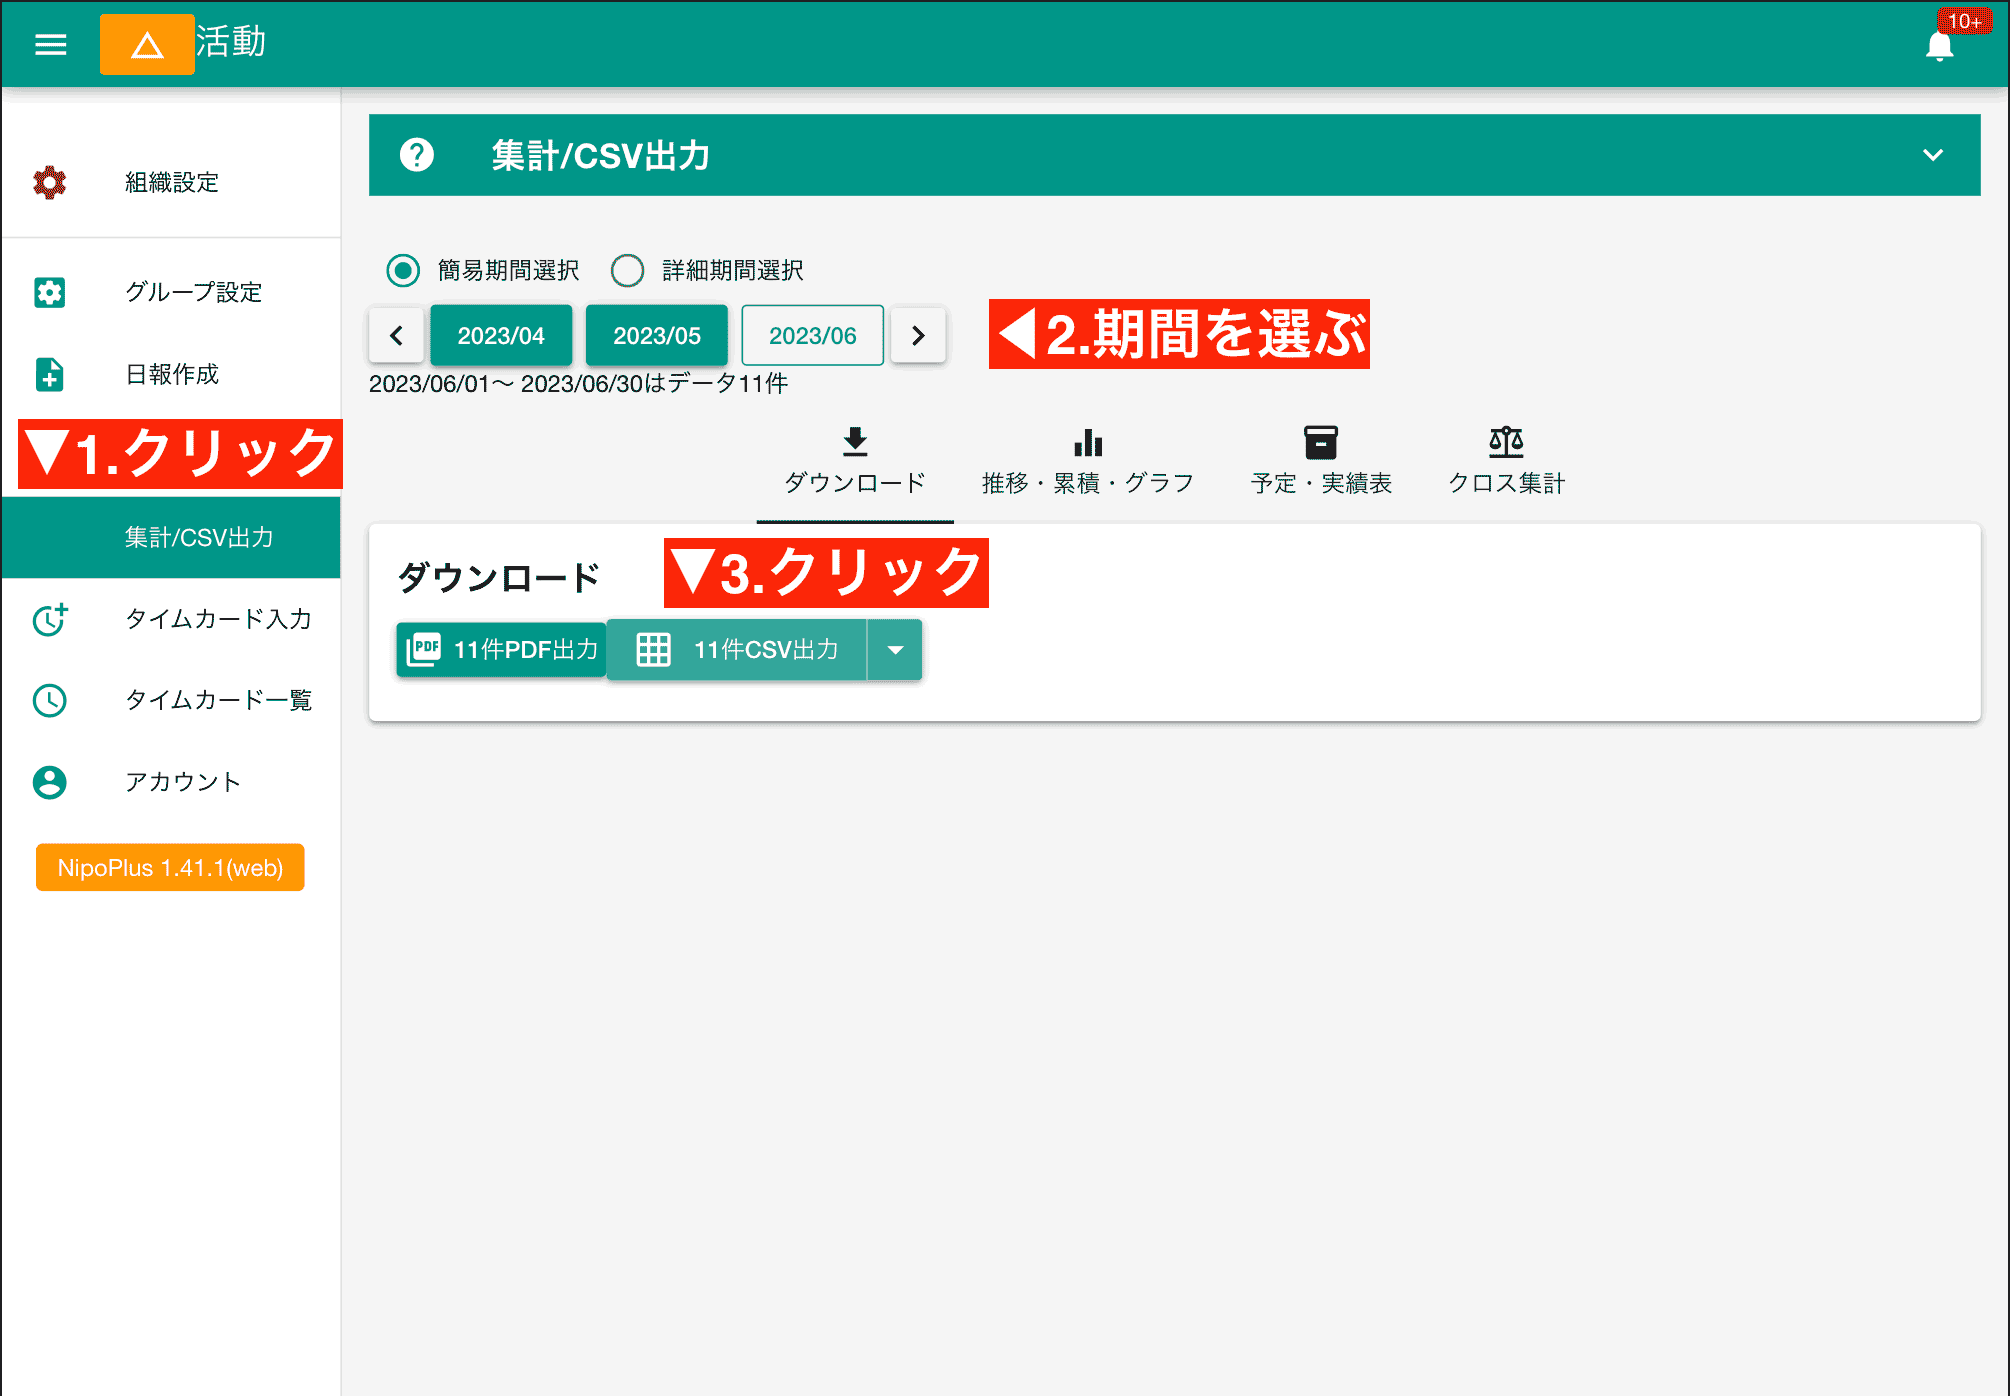 活動
10+
組織設定
グループ設定
日報作成
▼1.クリック
集計/CSV出力
タイムカード入力
タイムカード一覧
アカウント
NipoPlus 1.41.1(web)
? 集計/CSV出力
簡易期間選択 詳細期間選択
2023/04 2023/05 2023/06
◀2.期間を選ぶ
2023/06/01〜 2023/06/30はデータ11件
ダウンロード 推移・累積・グラフ 予定・実績表 クロス集計
ダウンロード
▼3.クリック
PDF 11件PDF出力 11件CSV出力